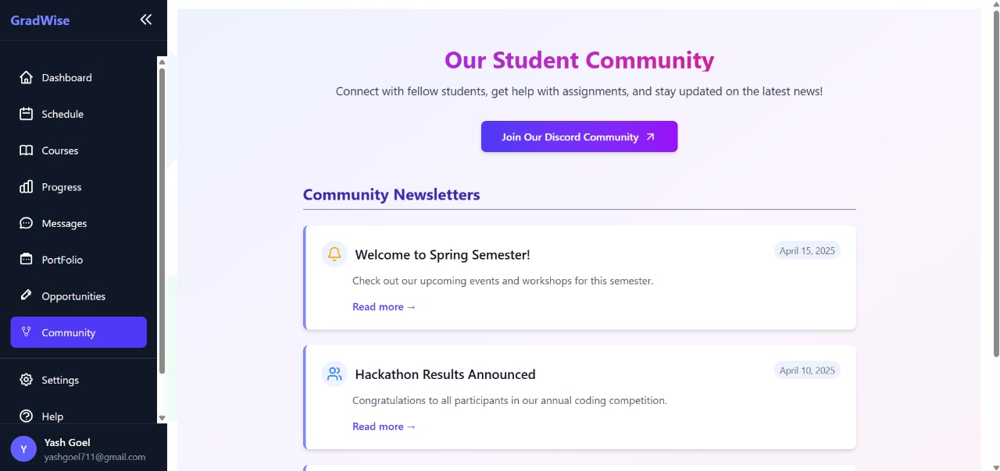 GradWise
Dashboard
Schedule
Courses
Progress
Messages
PortFolio
Opportunities
Community
Settings
Help
Y
Yash Goel
yashgoel711@gmail.com
Our Student Community
Connect with fellow students, get help with assignments, and stay updated on the latest news!
Join Our Discord Community
Community Newsletters
Welcome to Spring Semester!
April 15, 2025
Check out our upcoming events and workshops for this semester.
Read more →
Hackathon Results Announced
April 10, 2025
Congratulations to all participants in our annual coding competition.
Read more →